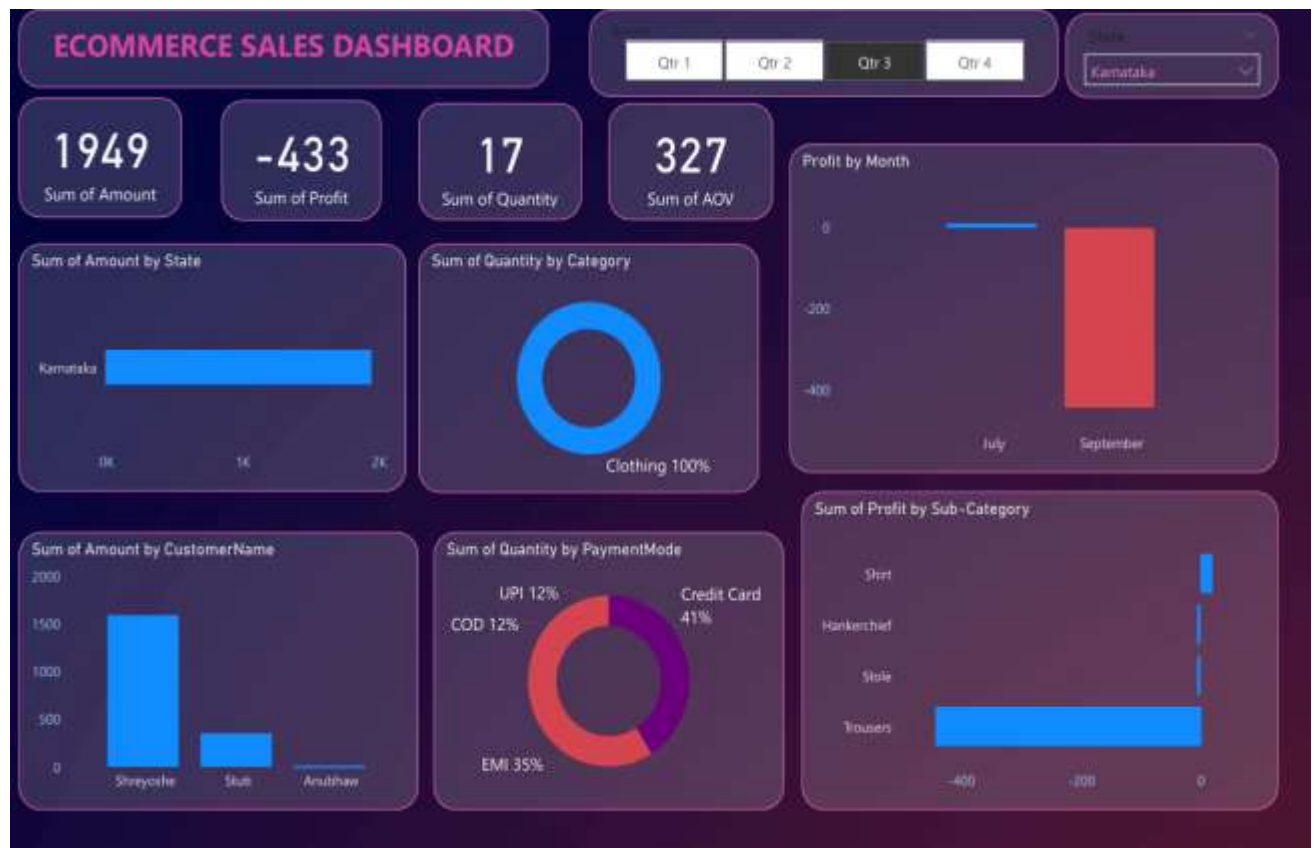 ECOMMERCE SALES DASHBOARD
Qtr 1
Qtr 2
Qtr 3
Qtr 4
State
Karnataka
1949
Sum of Amount
-433
Sum of Profit
17
Sum of Quantity
327
Sum of AOV
Profit by Month
0
-200
-400
July
September
Sum of Amount by State
Karnataka
0K
1K
2K
Sum of Quantity by Category
Clothing 100%
Sum of Amount by CustomerName
2000
1500
1000
500
0
Shreyoshe
Stuti
Anubhaw
Sum of Quantity by PaymentMode
UPI 12%
COD 12%
Credit Card
41%
EMI 35%
Sum of Profit by Sub-Category
Shirt
Hankerchief
Stole
Trousers
-400
-200
0